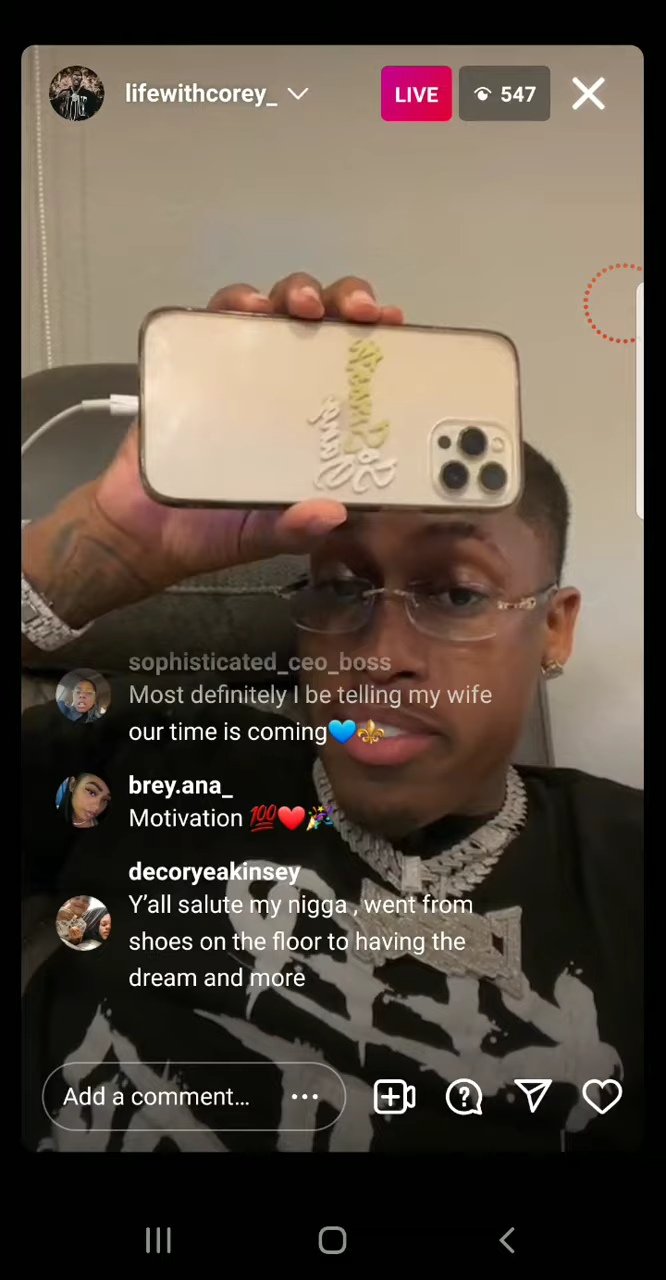 lifewithcorey_
LIVE
547
sophisticated_ceo_boss
Most definitely I be telling my wife
our time is coming💙⚜️
brey.ana_
Motivation 💯❤️🎉
decoryeakinsey
Y'all salute my nigga , went from
shoes on the floor to having the
dream and more
Add a comment...